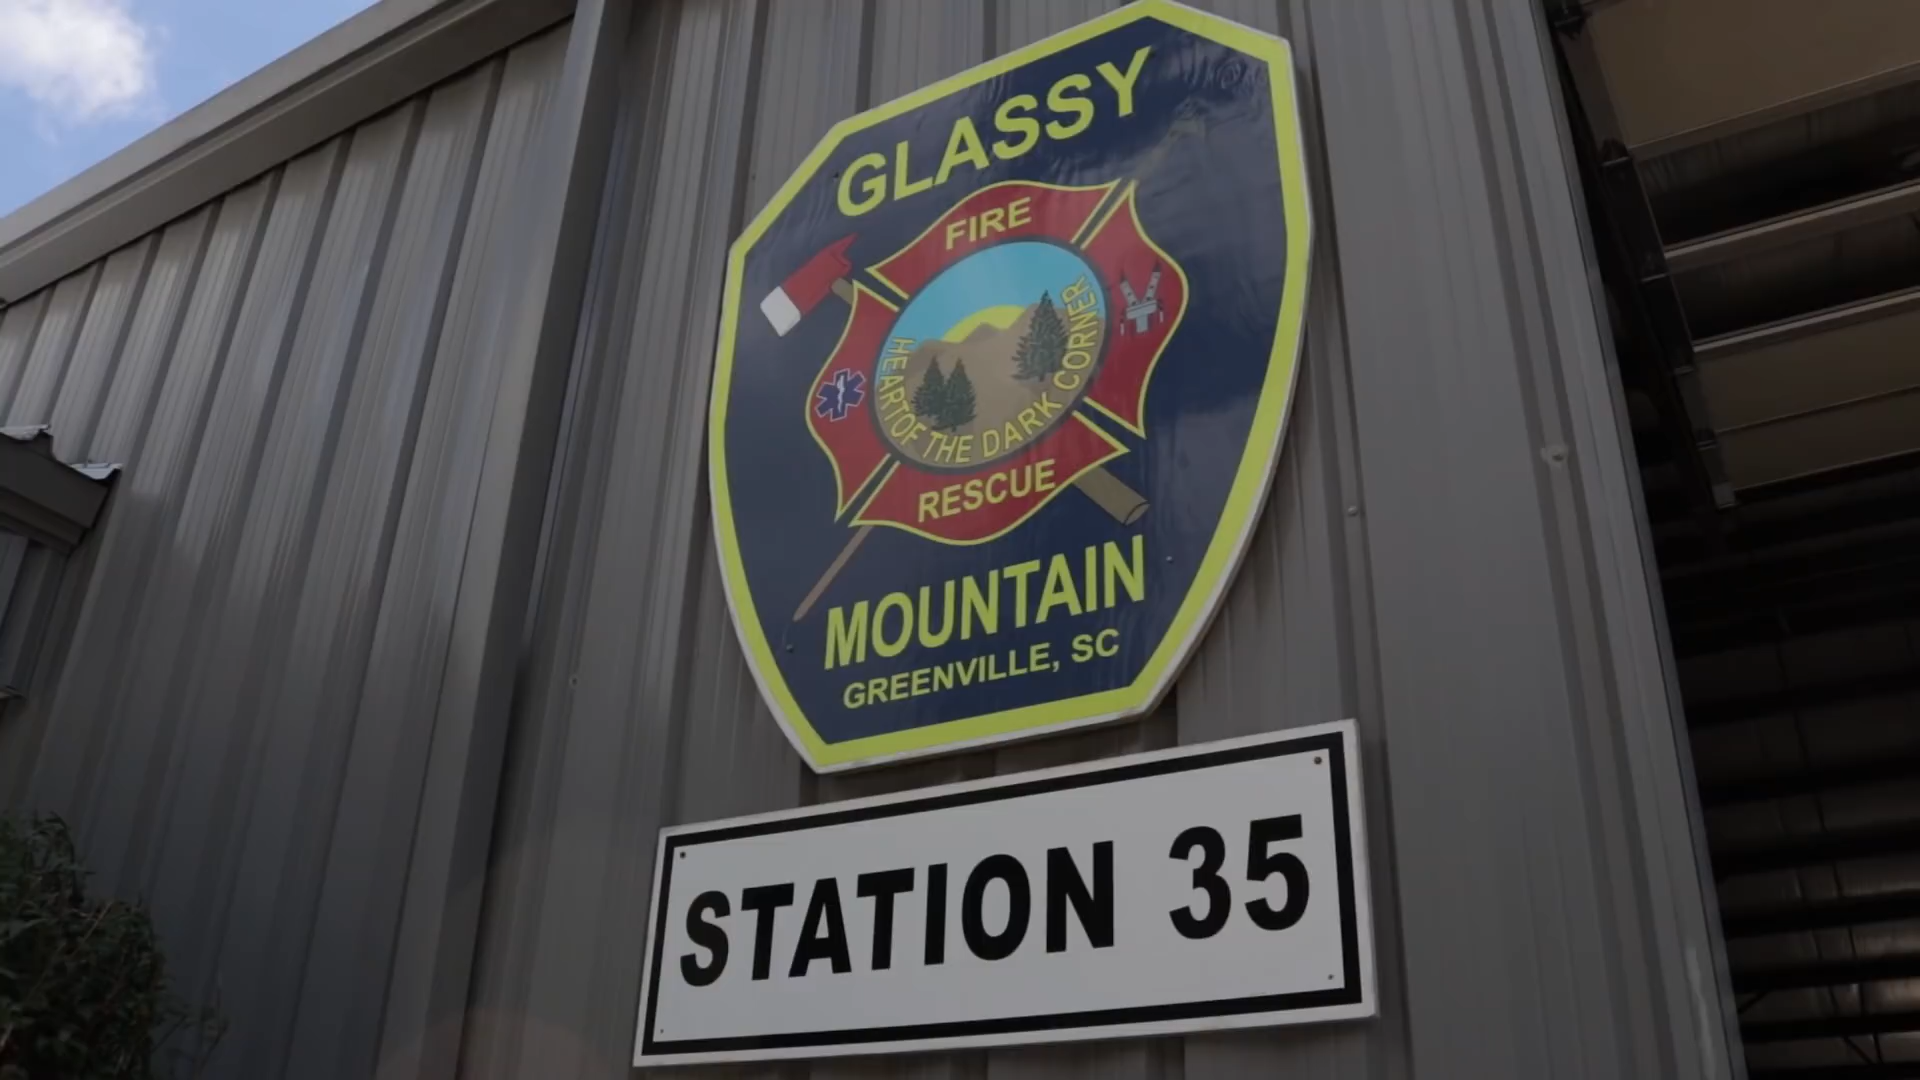 GLASSY
FIRE
HEART OF THE DARK CORNER
RESCUE
MOUNTAIN
GREENVILLE, SC
STATION 35